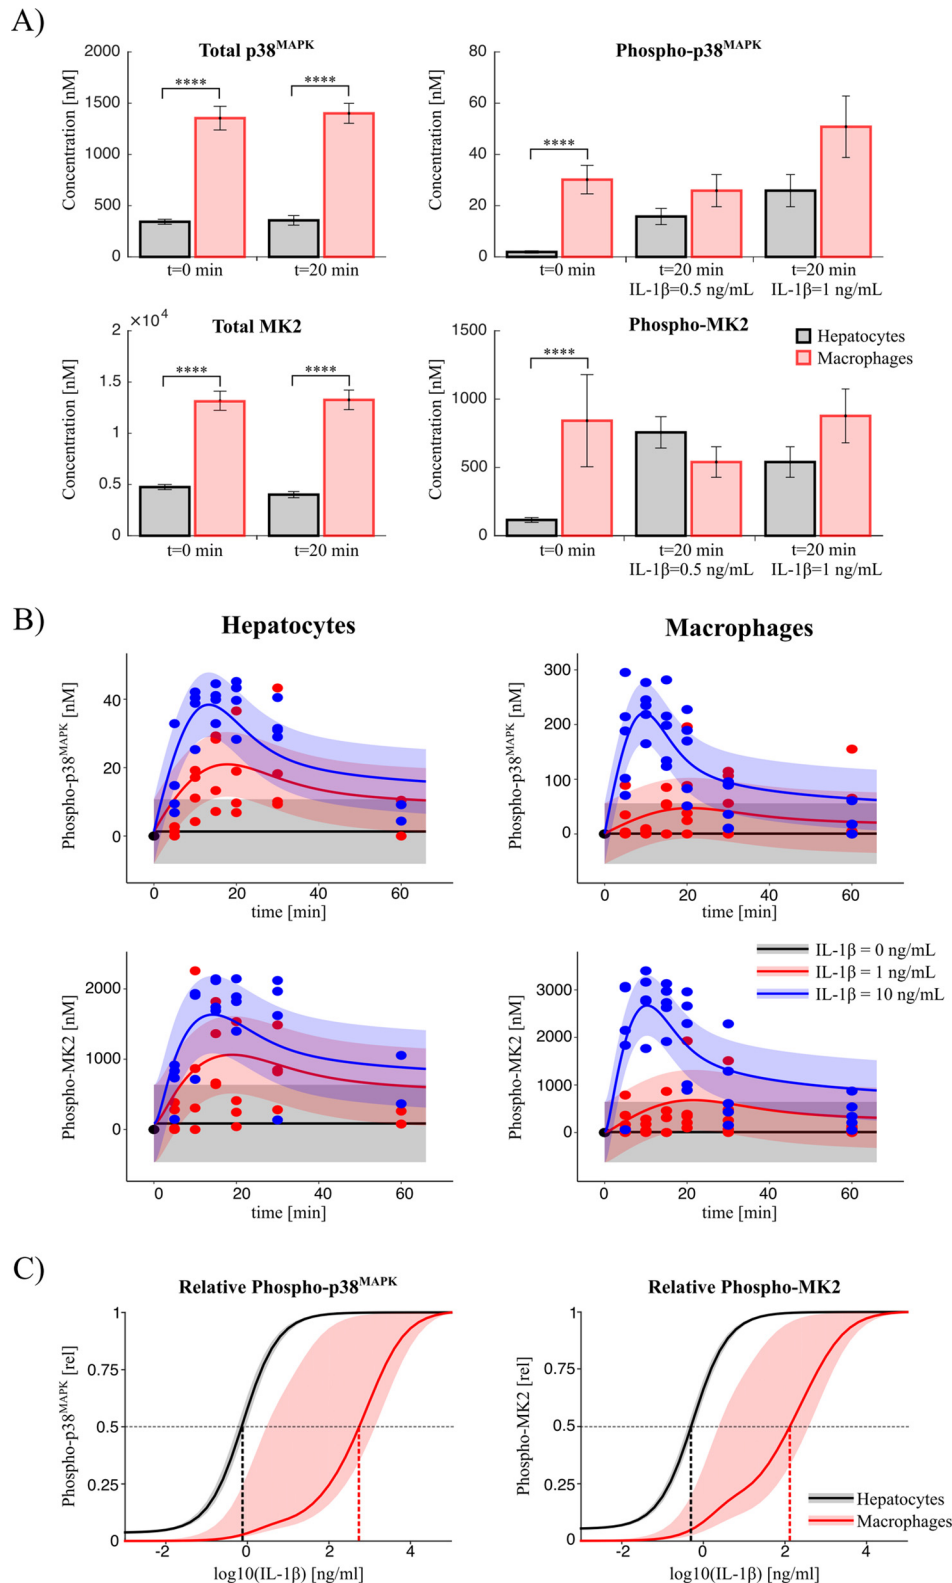 A)
Total p38MAPK
Concentration [nM]
2000
1500
1000
500
0
****
****
t=0 min
t=20 min
Phospho-p38MAPK
Concentration [nM]
80
60
40
20
0
****
t=0 min
t=20 min
IL-1β=0.5 ng/mL
t=20 min
IL-1β=1 ng/mL
Total MK2
×10⁴
Concentration [nM]
2
1.5
1
0.5
0
****
****
t=0 min
t=20 min
Phospho-MK2
Concentration [nM]
1500
1000
500
0
****
Hepatocytes
Macrophages
t=0 min
t=20 min
IL-1β=0.5 ng/mL
t=20 min
IL-1β=1 ng/mL
B)
Hepatocytes
Phospho-p38MAPK [nM]
40
20
0
0 20 40 60
time [min]
Macrophages
Phospho-p38MAPK [nM]
300
200
100
0
0 20 40 60
time [min]
Phospho-MK2 [nM]
2000
1000
0
0 20 40 60
time [min]
Phospho-MK2 [nM]
3000
2000
1000
0
0 20 40 60
time [min]
IL-1β = 0 ng/mL
IL-1β = 1 ng/mL
IL-1β = 10 ng/mL
C)
Relative Phospho-p38MAPK
Phospho-p38MAPK [rel]
1
0.75
0.5
0.25
0
-2 0 2 4
log10(IL-1β) [ng/ml]
Relative Phospho-MK2
Phospho-MK2 [rel]
1
0.75
0.5
0.25
0
-2 0 2 4
log10(IL-1β) [ng/ml]
Hepatocytes
Macrophages